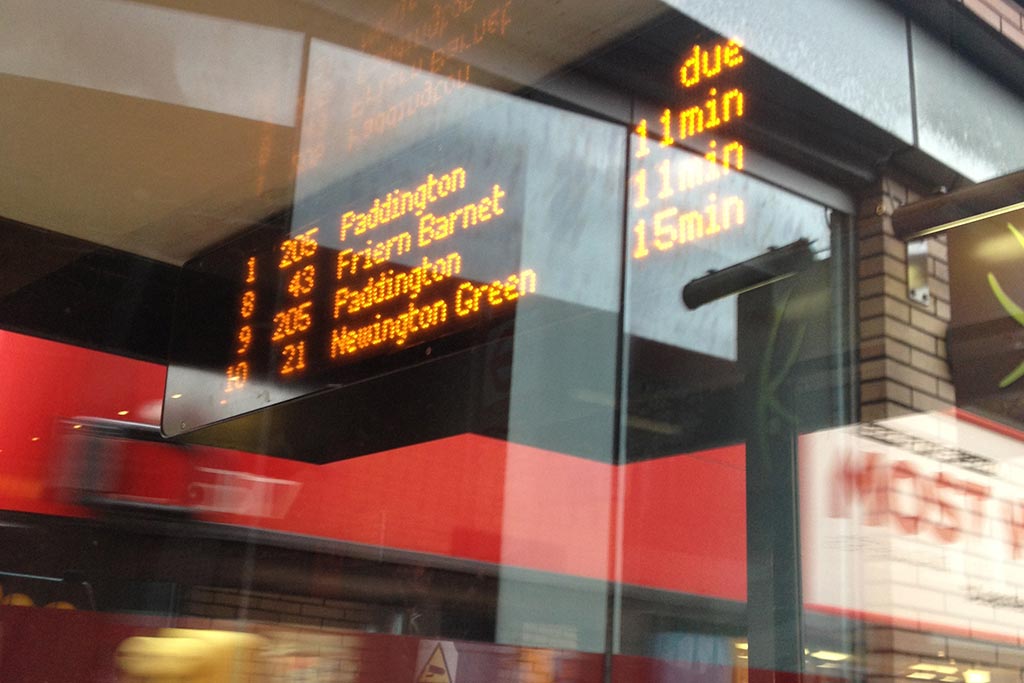 1 205 Paddington due
8 43 Friern Barnet 11min
9 205 Paddington 11min
10 21 Newington Green 15min
MOST